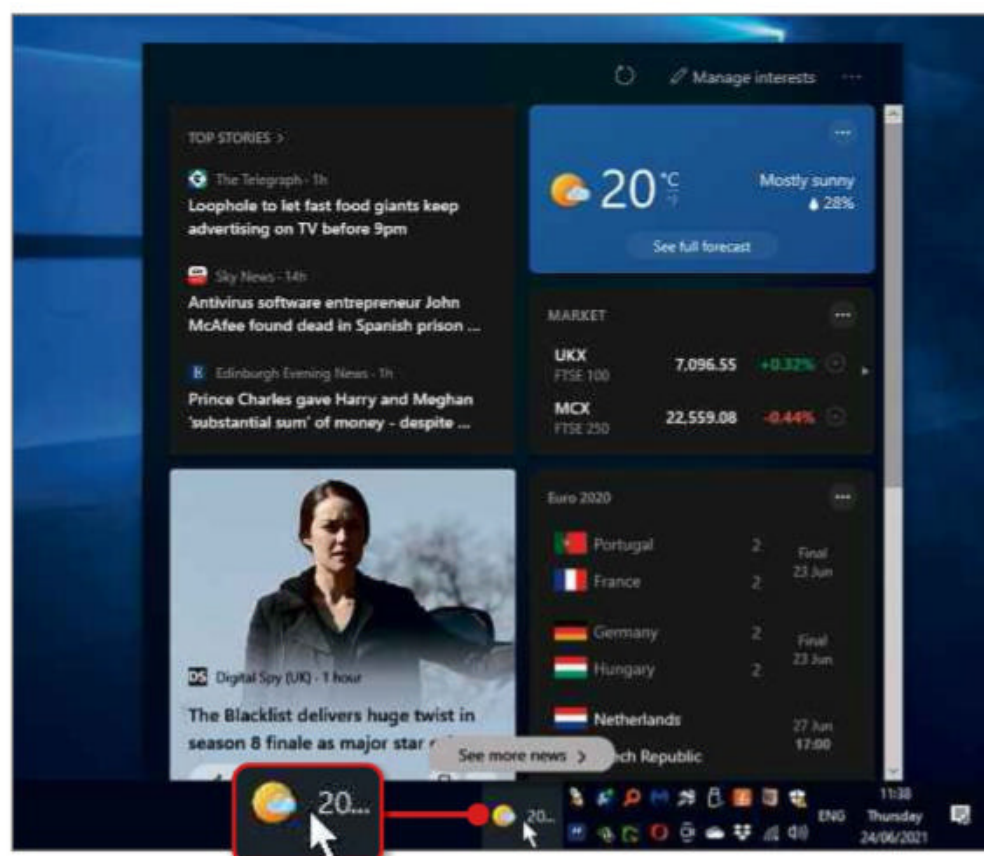 Manage interests
TOP STORIES >
The Telegraph · 1h
Loophole to let fast food giants keep
advertising on TV before 9pm
Sky News · 14h
Antivirus software entrepreneur John
McAfee found dead in Spanish prison ...
Edinburgh Evening News · 1h
Prince Charles gave Harry and Meghan
'substantial sum' of money - despite ...
20 °C
°F
Mostly sunny
28%
See full forecast
MARKET
UKX 7,096.55 +0.32%
FTSE 100
MCX 22,559.08 -0.44%
FTSE 250
DS Digital Spy (UK) · 1 hour
The Blacklist delivers huge twist in
season 8 finale as major star
Euro 2020
Portugal 2
France 2
Final
23 Jun
Germany 2
Hungary 2
Final
23 Jun
Netherlands
ech Republic
27 Jun
17:00
See more news >
20...
20...
ENG
11:38
Thursday
24/06/2021